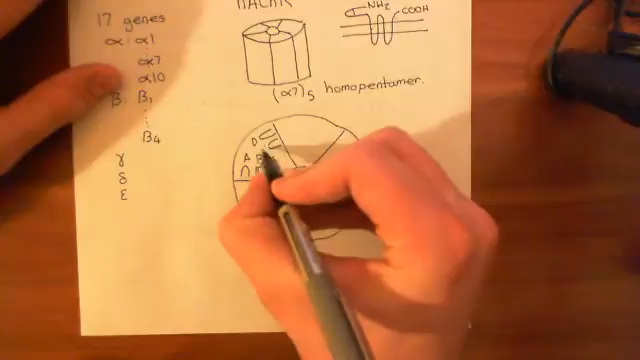 17 genes
α: α1
α7
α10
β: β1
β4
γ
δ
ε
nAChR
NH2
COOH
(α7)5 homopentamer.
D
A B